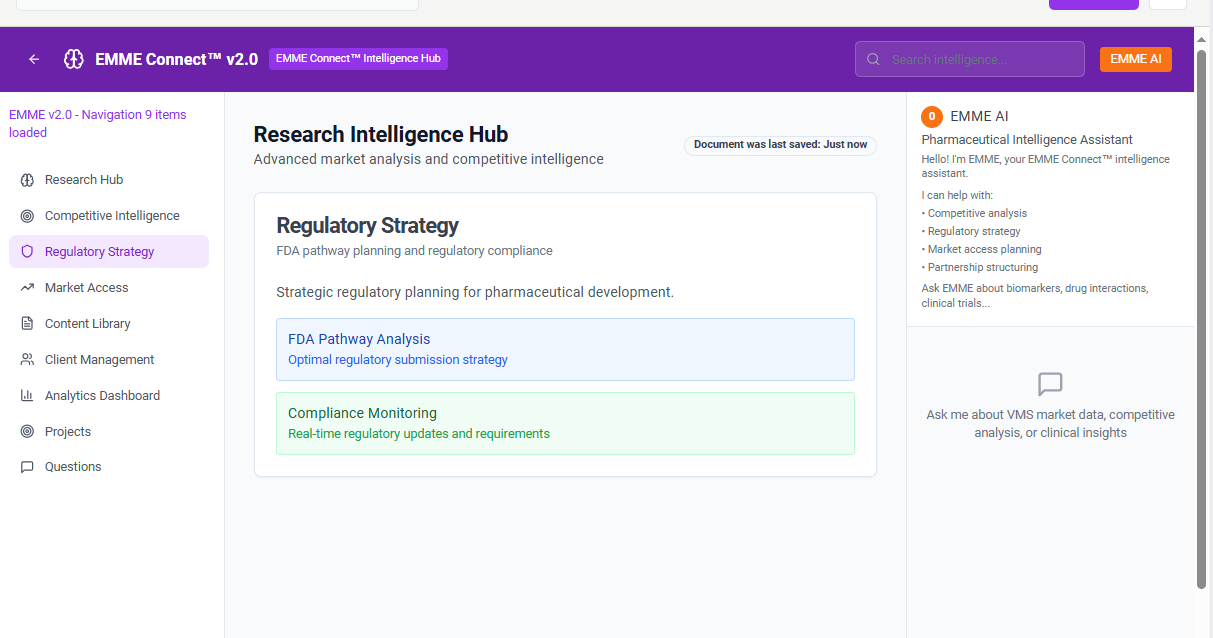 EMME Connect™ v2.0
EMME Connect™ Intelligence Hub
Search intelligence...
EMME AI
EMME v2.0 - Navigation 9 items
loaded
Research Hub
Competitive Intelligence
Regulatory Strategy
Market Access
Content Library
Client Management
Analytics Dashboard
Projects
Questions
Research Intelligence Hub
Advanced market analysis and competitive intelligence
Document was last saved: Just now
Regulatory Strategy
FDA pathway planning and regulatory compliance
Strategic regulatory planning for pharmaceutical development.
FDA Pathway Analysis
Optimal regulatory submission strategy
Compliance Monitoring
Real-time regulatory updates and requirements
0 EMME AI
Pharmaceutical Intelligence Assistant
Hello! I'm EMME, your EMME Connect™ intelligence
assistant.
I can help with:
• Competitive analysis
• Regulatory strategy
• Market access planning
• Partnership structuring
Ask EMME about biomarkers, drug interactions,
clinical trials...
Ask me about VMS market data, competitive
analysis, or clinical insights